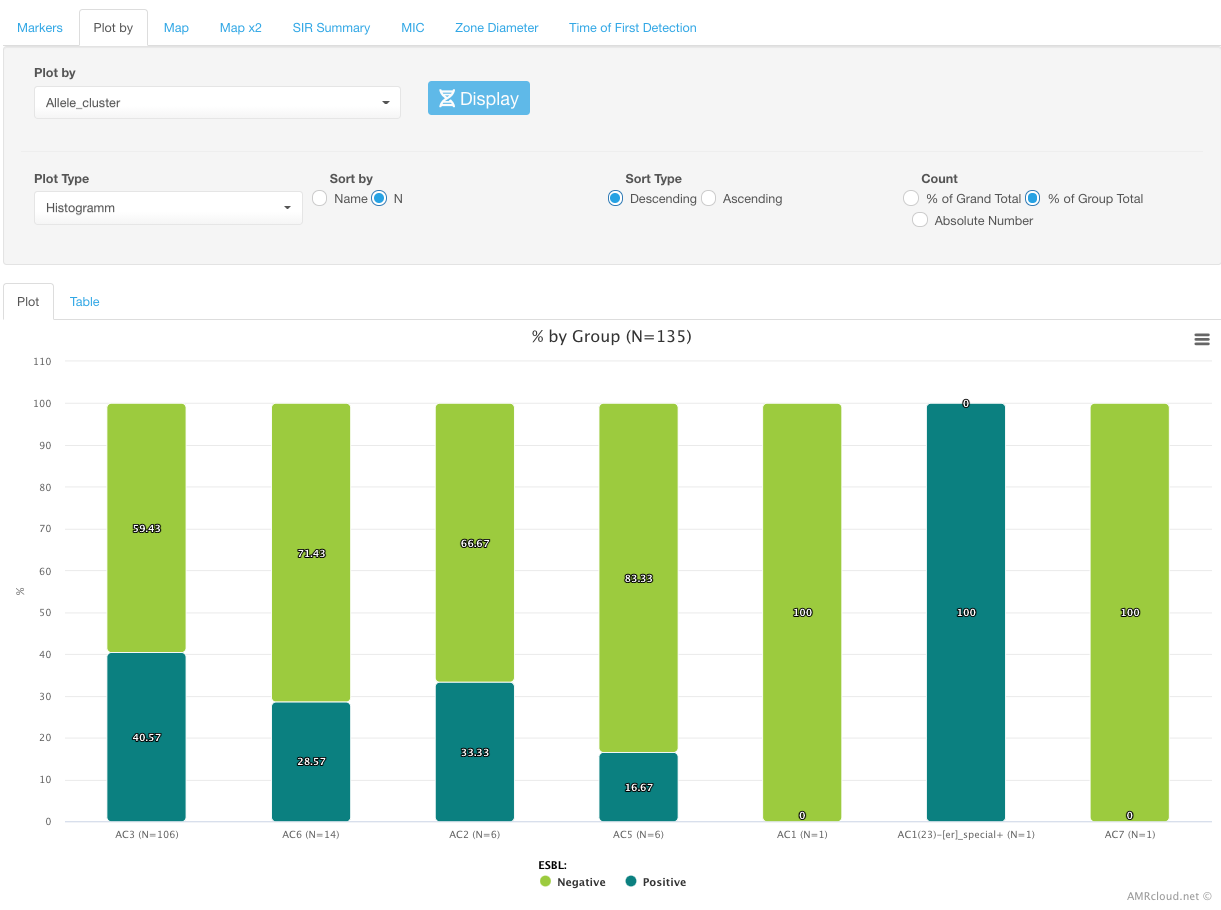 Markers Plot by Map Map x2 SIR Summary MIC Zone Diameter Time of First Detection
Plot by
Allele_cluster Display
Plot Type Sort by Sort Type Count
Histogramm Name N Descending Ascending % of Grand Total % of Group Total
Absolute Number
Plot Table
% by Group (N=135)
110
100 0
90
80
70
59.43
66.67
71.43
60
83.33
%
50
100 100 100
40
30
20
40.57
33.33
28.57
10
16.67
0 0
0
AC3 (N=106) AC6 (N=14) AC2 (N=6) AC5 (N=6) AC1 (N=1) AC1(23)-[er]_special+ (N=1) AC7 (N=1)
ESBL:
Negative Positive
AMRcloud.net ©